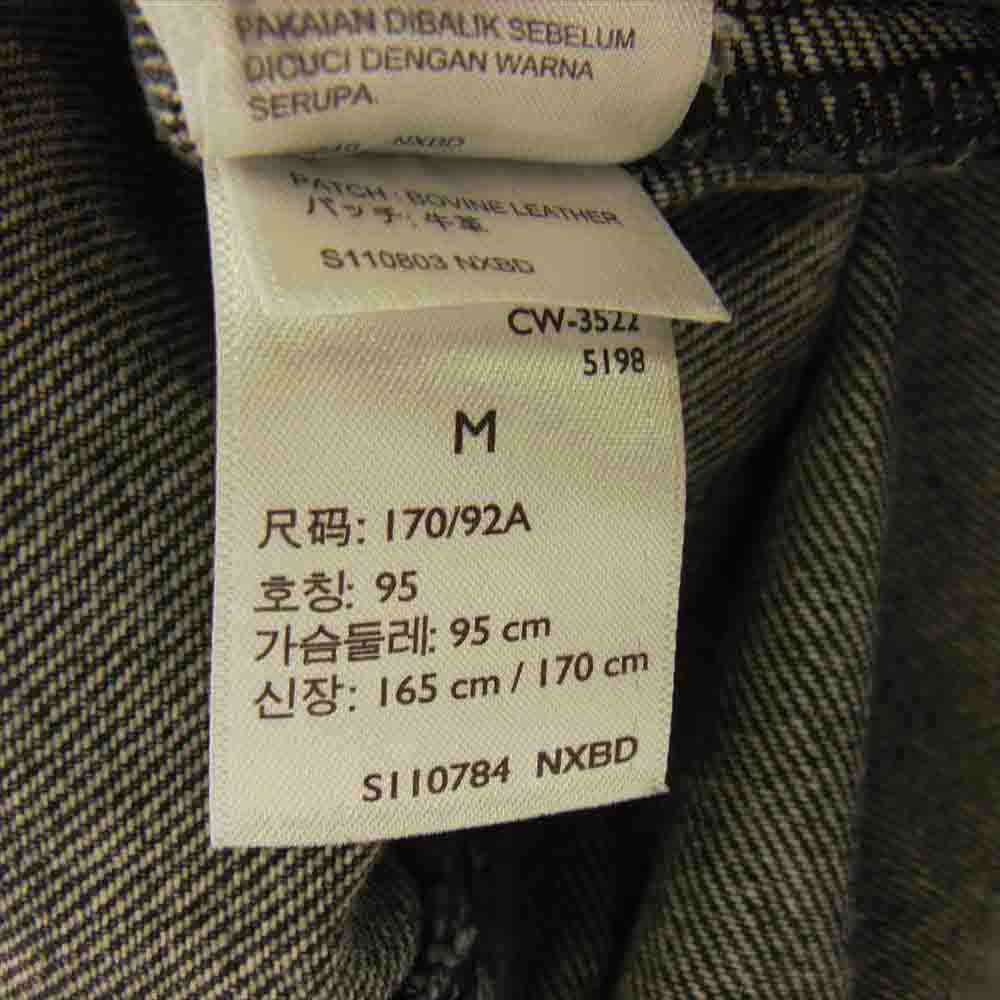 PAKAIAN DIBALIK SEBELUM
DICUCI DENGAN WARNA
SERUPA.
NXBD
PATCH : BOVINE LEATHER
パッチ : 牛革
S110803 NXBD
CW-3522
5198
M
尺码: 170/92A
호칭: 95
가슴둘레: 95 cm
신장: 165 cm / 170 cm
S110784 NXBD